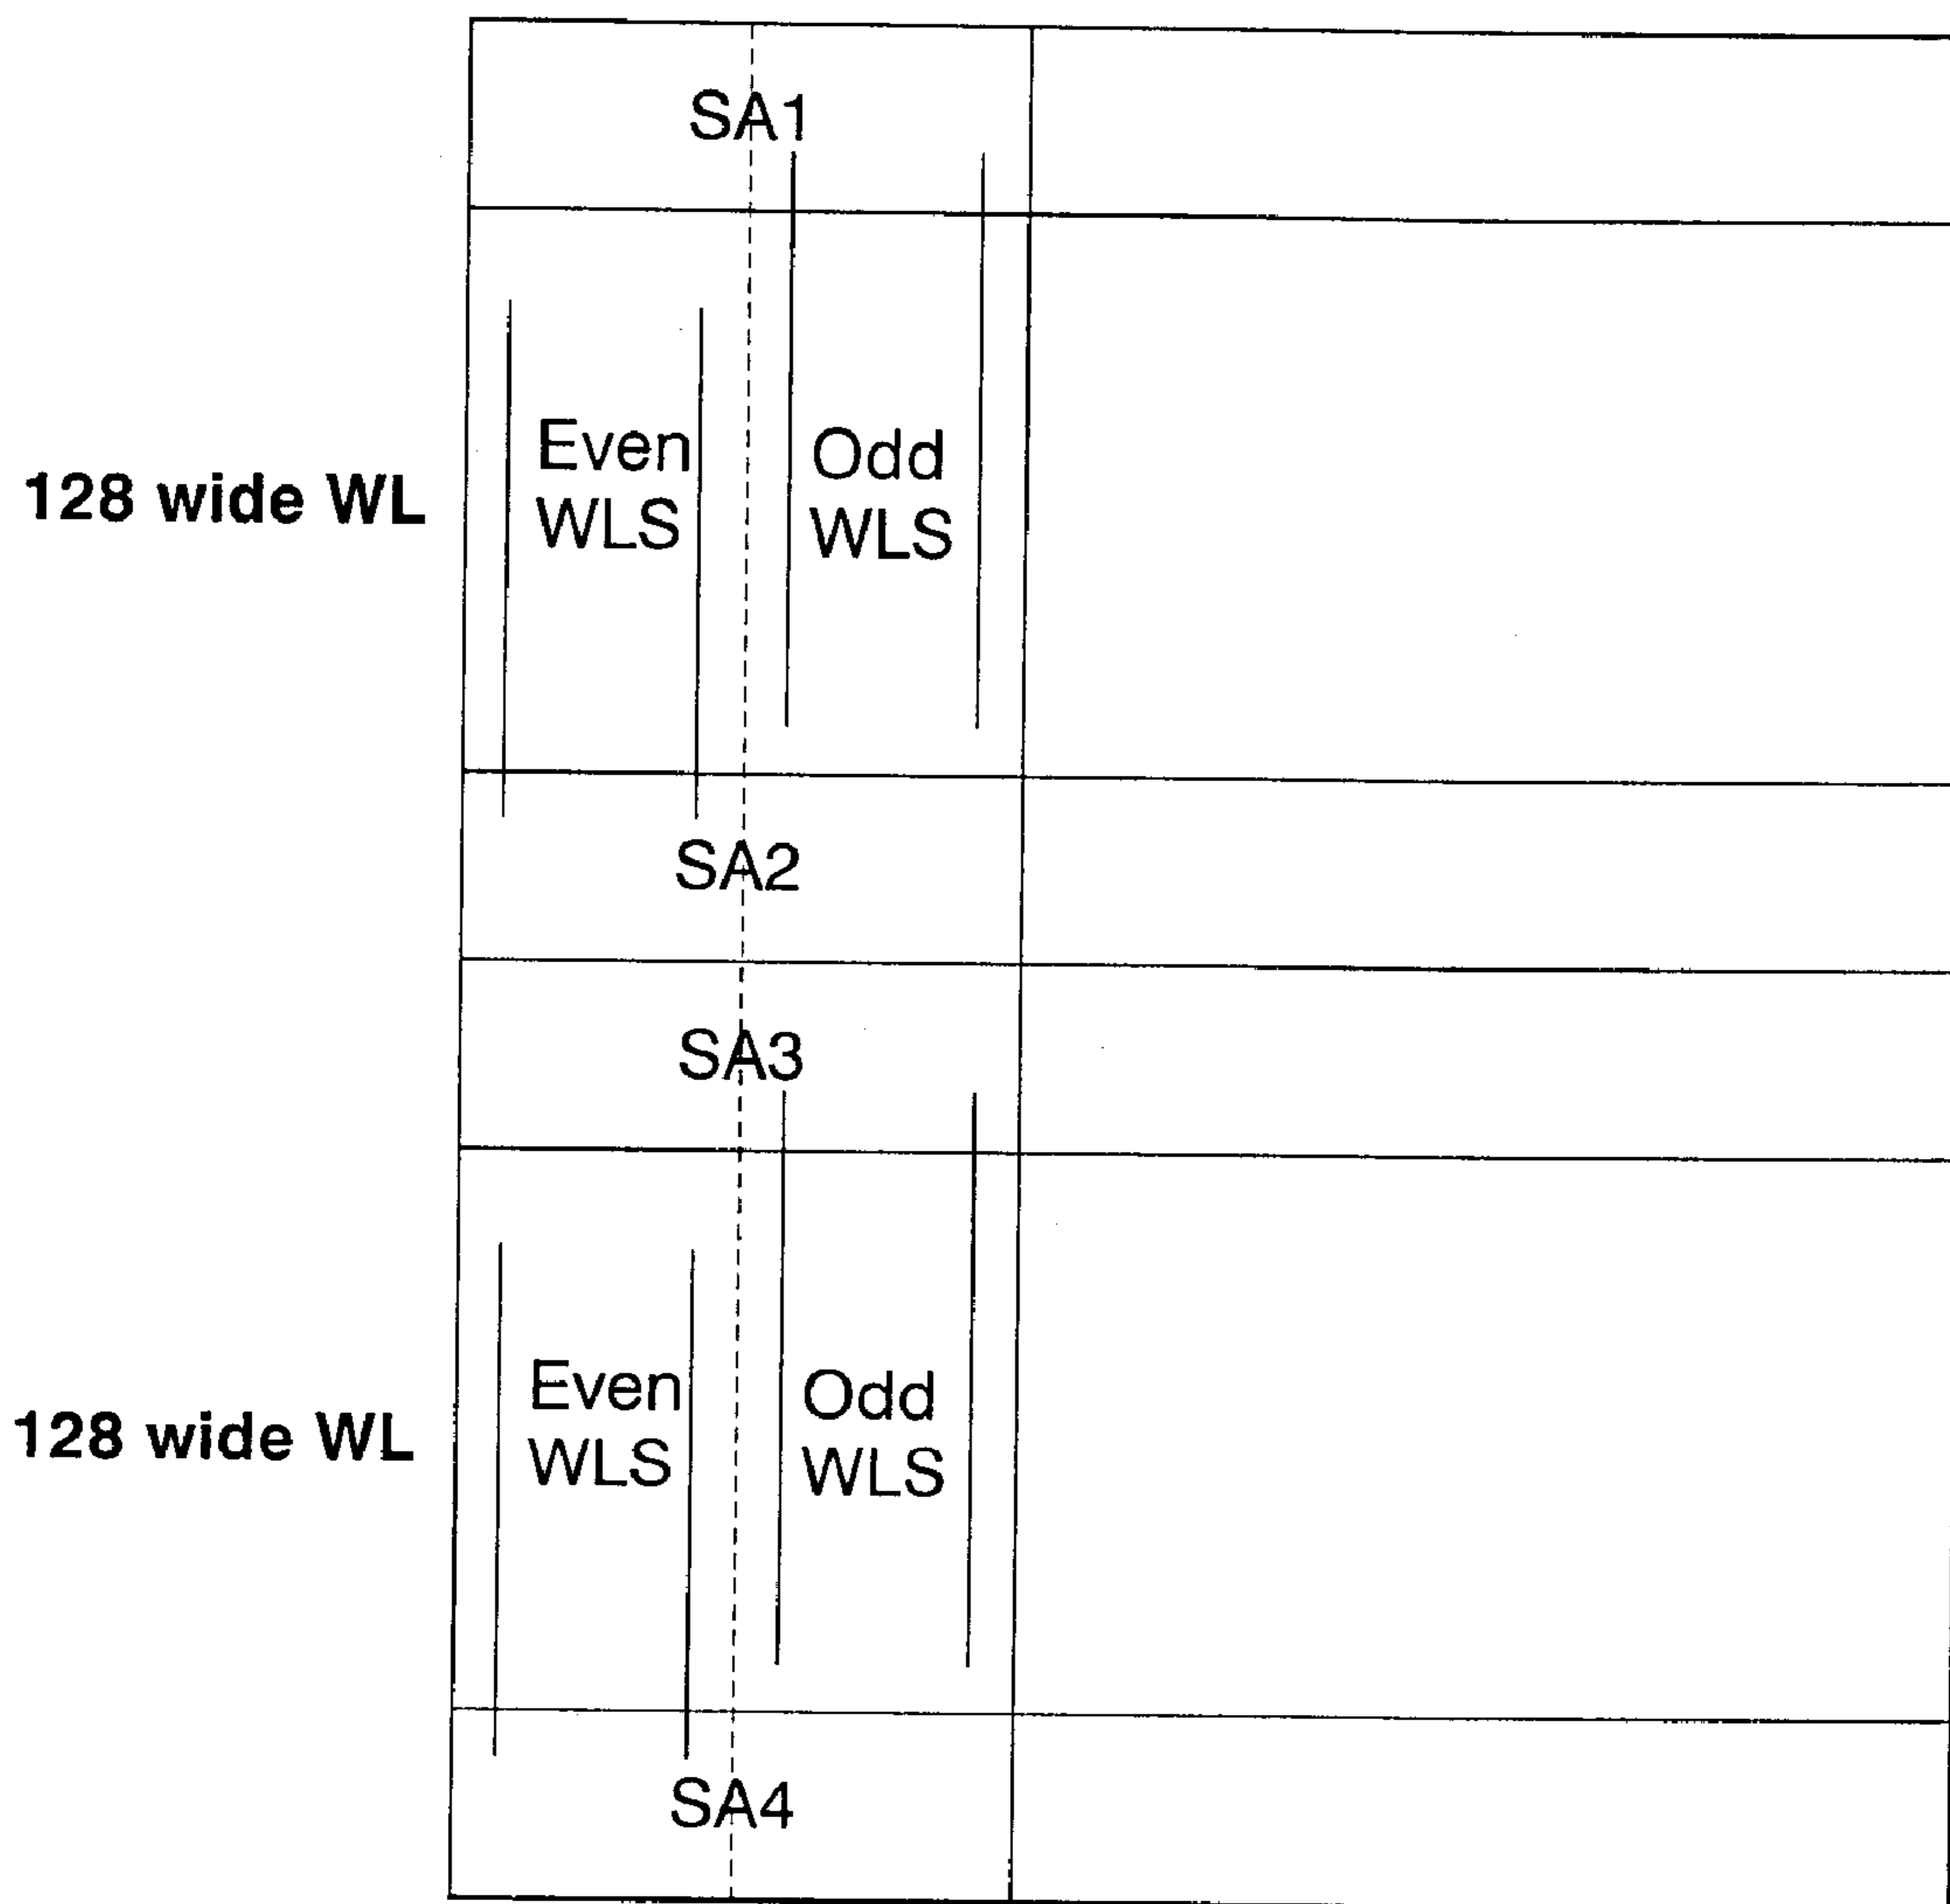 SA1
128 wide WL
Even
WLS
Odd
WLS
SA2
SA3
128 wide WL
Even
WLS
Odd
WLS
SA4